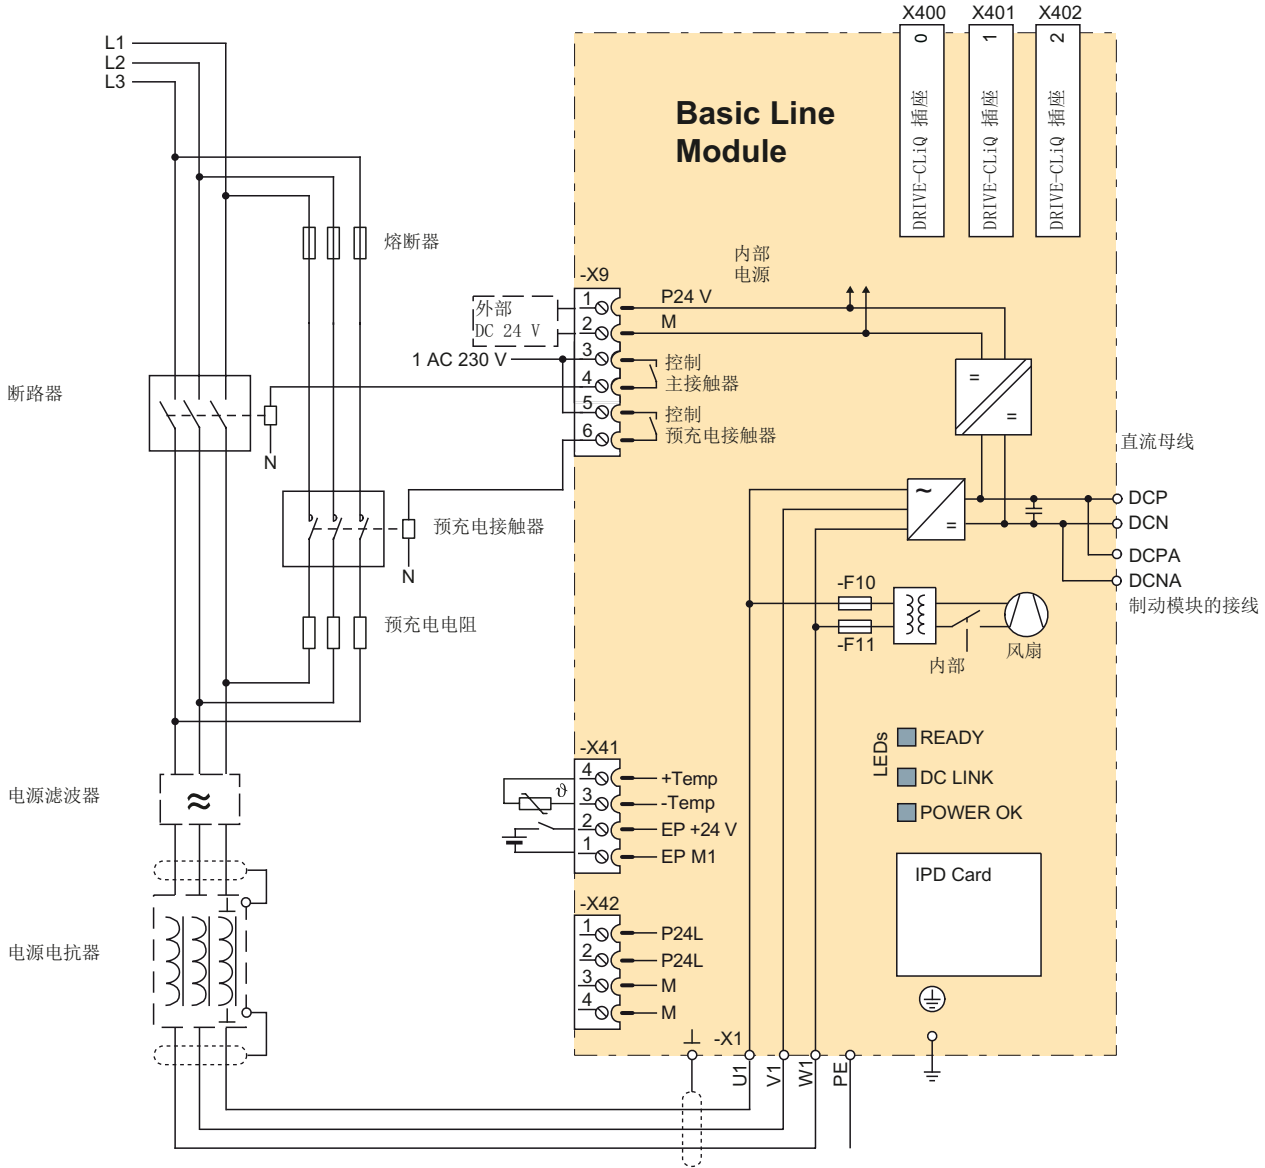 X400
X401
X402
0
1
2
DRIVE-CLiQ 插座
DRIVE-CLiQ 插座
DRIVE-CLiQ 插座
L1
L2
L3
Basic Line
Module
熔断器
内部
电源
-X9
1
P24 V
外部
DC 24 V
2
M
1 AC 230 V
3
控制
4
主接触器
断路器
5
控制
6
预充电接触器
N
直流母线
DCP
DCN
DCPA
DCNA
制动模块的接线
预充电接触器
N
~
=
=
=
-F10
-F11
内部
风扇
预充电电阻
LEDs
READY
DC LINK
POWER OK
-X41
4
+Temp
ϑ
3
-Temp
2
EP +24 V
1
EP M1
电源滤波器
≈
IPD Card
-X42
1
P24L
2
P24L
3
M
4
M
电源电抗器
-X1
U1
V1
W1
PE